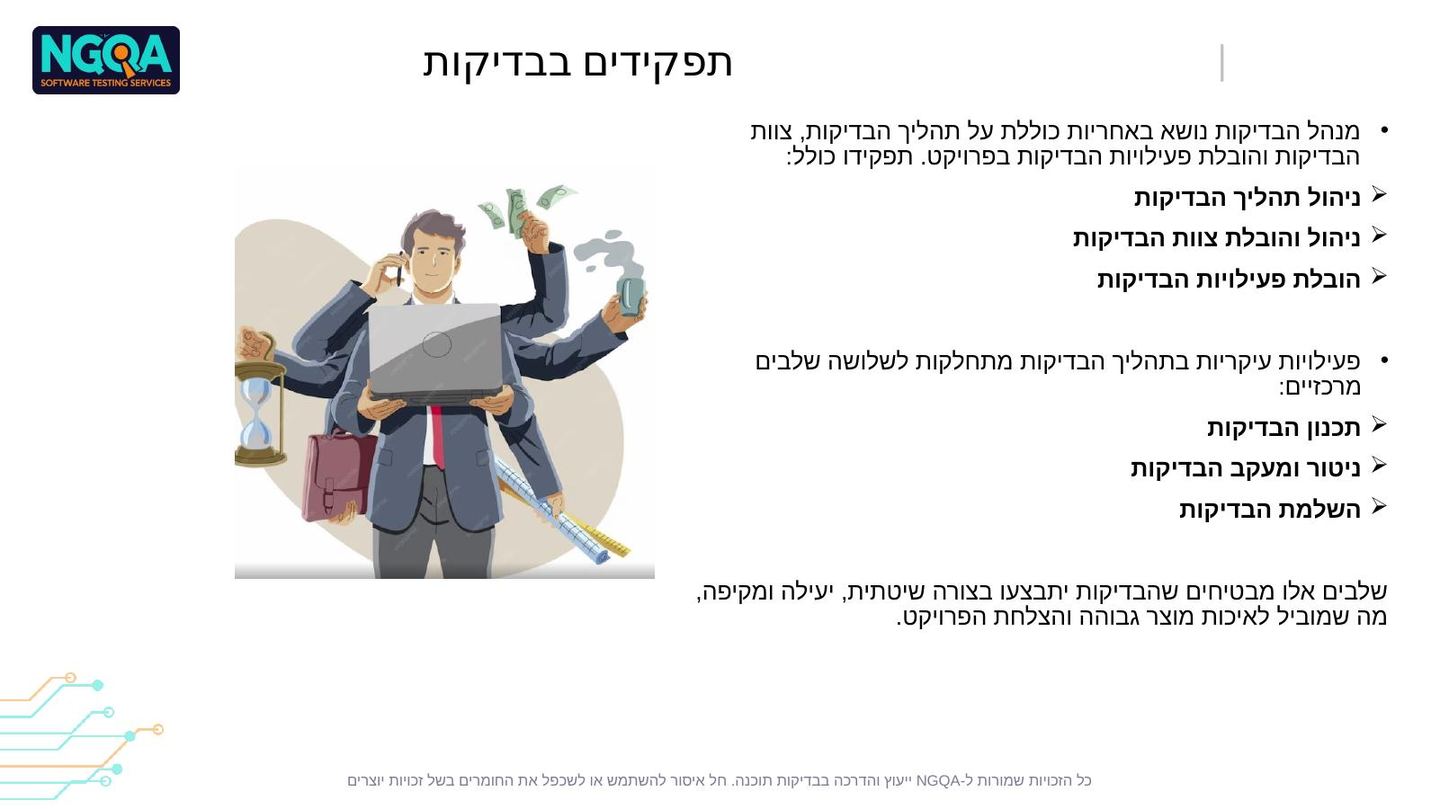 NGQA
SOFTWARE TESTING SERVICES
תפקידים בבדיקות
• מנהל הבדיקות נושא באחריות כוללת על תהליך הבדיקות, צוות
הבדיקות והובלת פעילויות הבדיקות בפרויקט. תפקידו כולל:
➢ ניהול תהליך הבדיקות
➢ ניהול והובלת צוות הבדיקות
➢ הובלת פעילויות הבדיקות
• פעילויות עיקריות בתהליך הבדיקות מתחלקות לשלושה שלבים
מרכזיים:
➢ תכנון הבדיקות
➢ ניטור ומעקב הבדיקות
➢ השלמת הבדיקות
שלבים אלו מבטיחים שהבדיקות יתבצעו בצורה שיטתית, יעילה ומקיפה,
מה שמוביל לאיכות מוצר גבוהה והצלחת הפרויקט.
כל הזכויות שמורות ל-NGQA ייעוץ והדרכה בבדיקות תוכנה. חל איסור להשתמש או לשכפל את החומרים בשל זכויות יוצרים